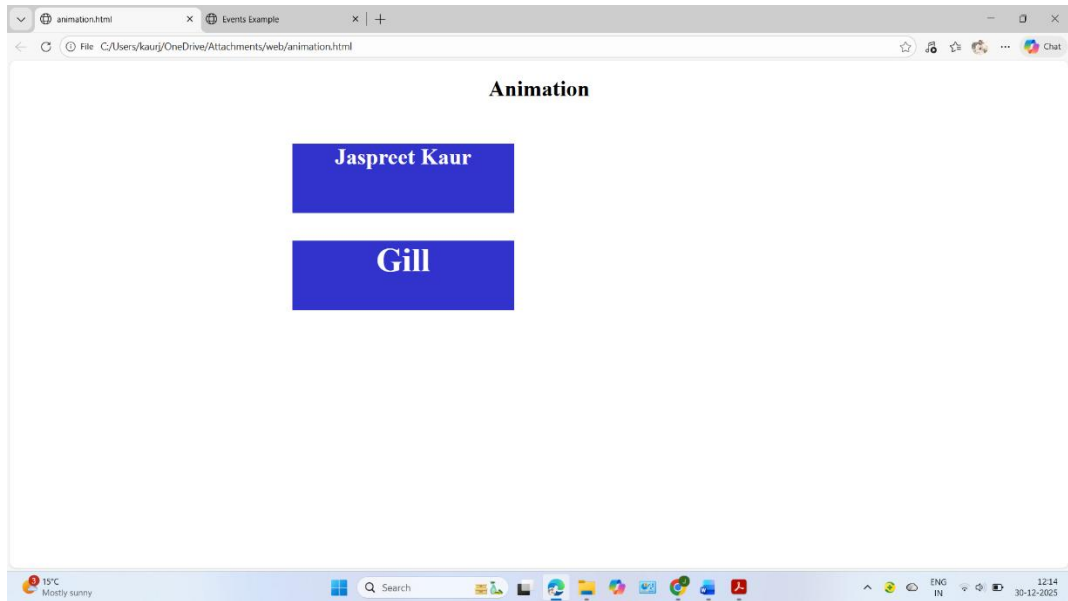 animation.html
Events Example
File C:/Users/kaurj/OneDrive/Attachments/web/animation.html
Chat
Animation
Jaspreet Kaur
Gill
3
15°C
Mostly sunny
Search
ENG
IN
12:14
30-12-2025